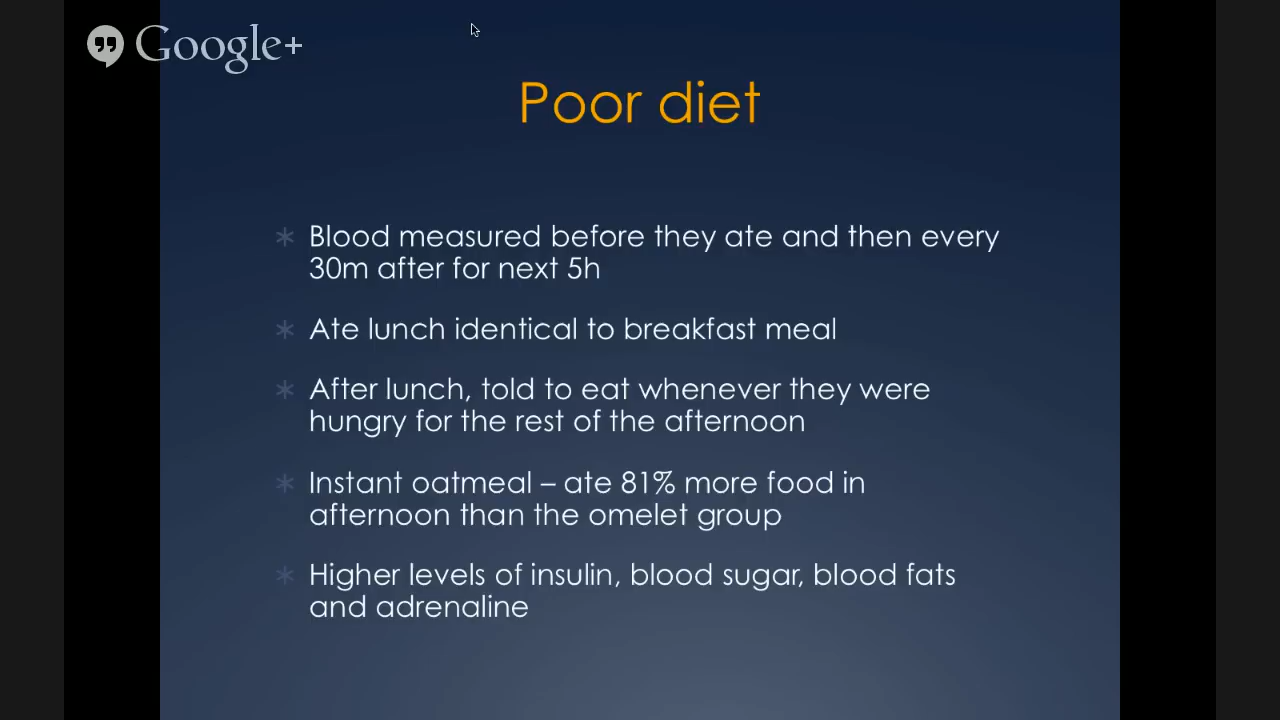 Google+
Poor diet
Blood measured before they ate and then every
30m after for next 5h
Ate lunch identical to breakfast meal
After lunch, told to eat whenever they were
hungry for the rest of the afternoon
Instant oatmeal – ate 81% more food in
afternoon than the omelet group
Higher levels of insulin, blood sugar, blood fats
and adrenaline